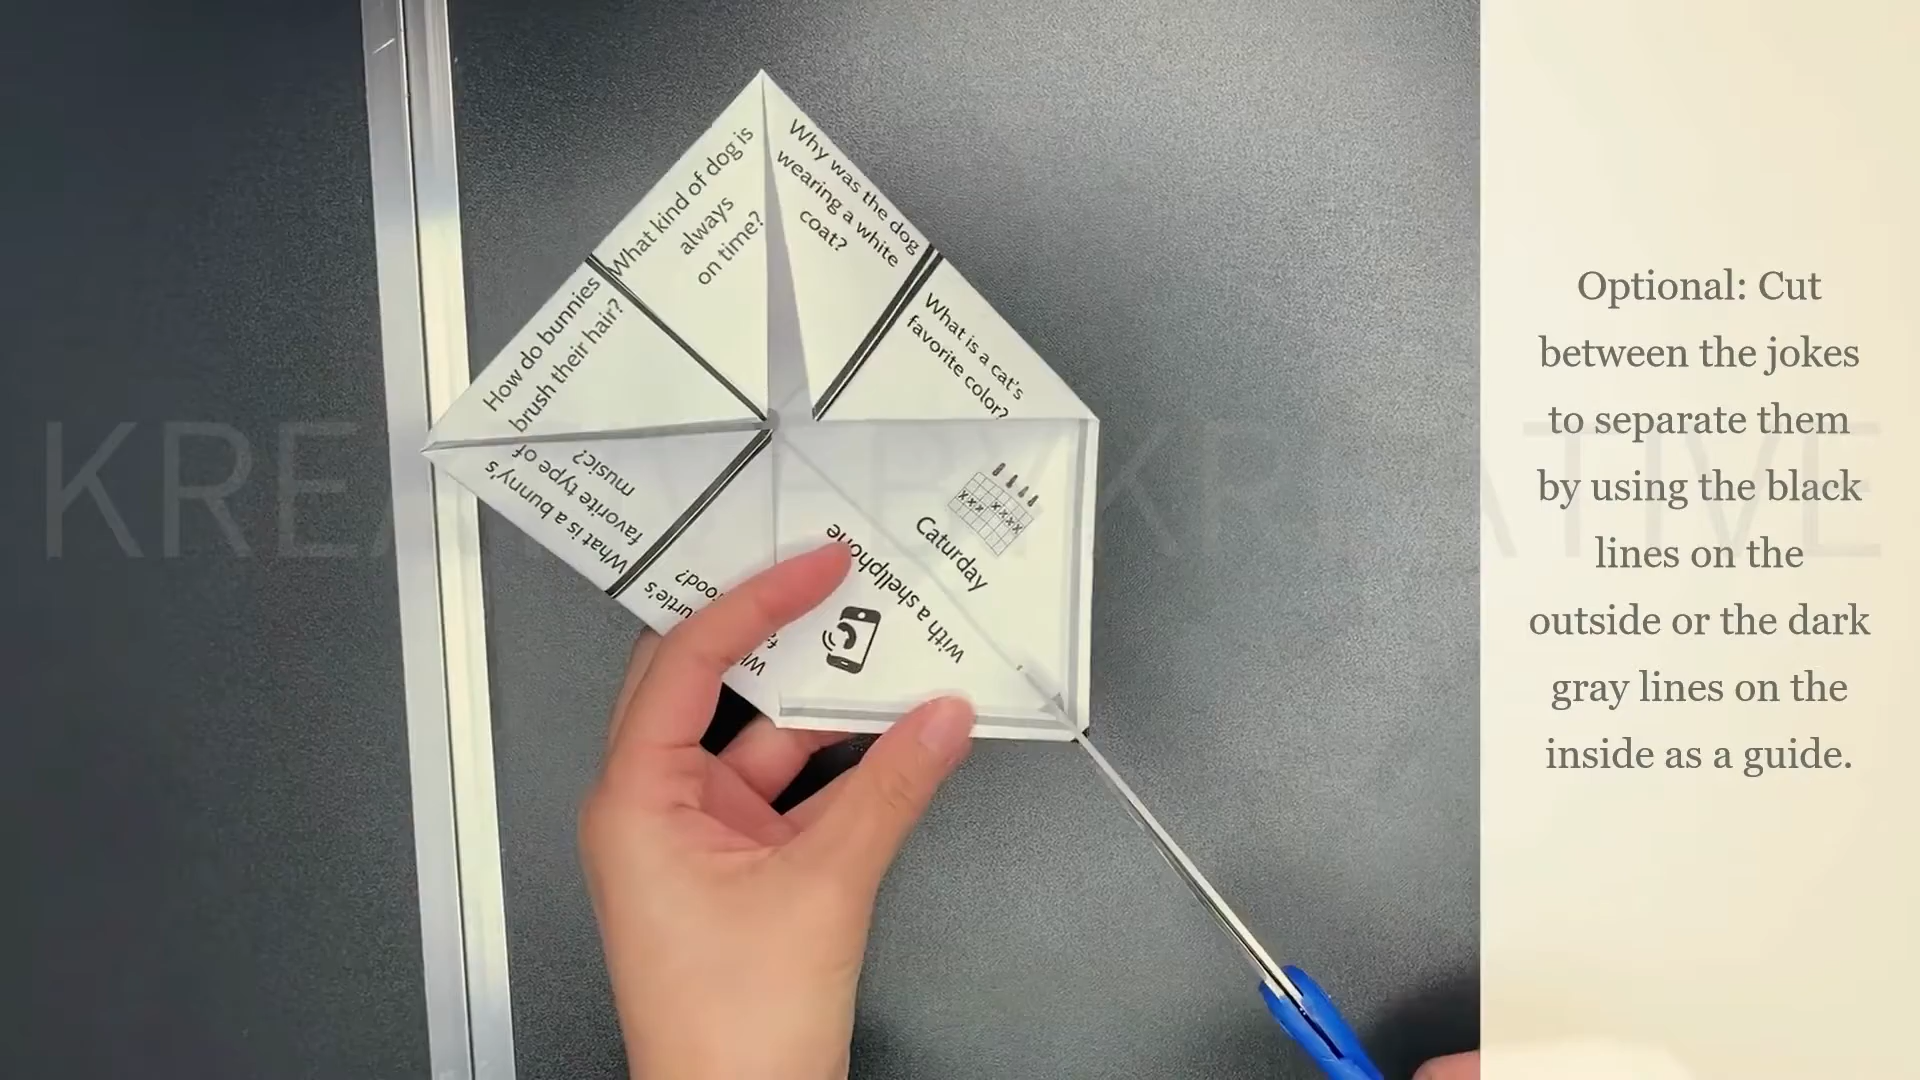 What kind of dog is
always
on time?
Why was the dog
wearing a white
coat?
How do bunnies
brush their hair?
What is a cat's
favorite color?
What is a bunny's
favorite type of
music?
food?
Caturday
with a shellphone
Optional: Cut
between the jokes
to separate them
by using the black
lines on the
outside or the dark
gray lines on the
inside as a guide.